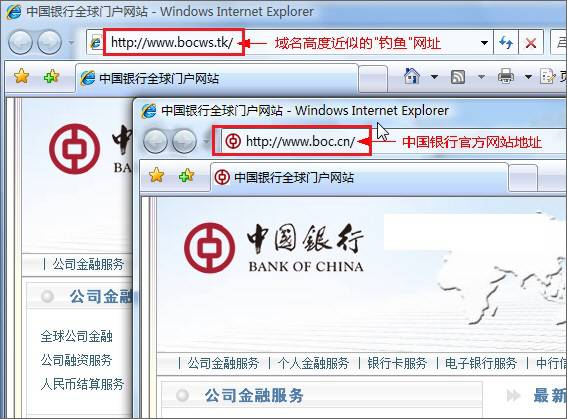 中国银行全球门户网站 - Windows Internet Explorer
http://www.bocws.tk/
域名高度近似的"钓鱼"网址
中国银行全球门户网站
中国银行全球门户网站 - Windows Internet Explorer
http://www.boc.cn/
中国银行官方网站地址
中国银行全球门户网站
中國銀行
BANK OF CHINA
| 公司金融服务
公司金融
全球公司金融
公司融资服务
人民币结算服务
| 公司金融服务 | 个人金融服务 | 银行卡服务 | 电子银行服务 | 中行
公司金融服务
最新